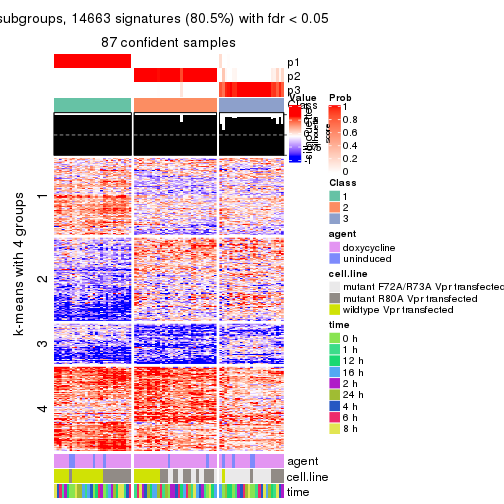 subgroups, 14663 signatures (80.5%) with fdr < 0.05
87 confident samples
p1
p2
p3
Class
k-means with 4 groups
1
2
3
4
Value
1
-1
Prob
1
0.8
0.6
0.4
0.2
0
Class
1
2
3
agent
doxycycline
uninduced
cell.line
mutant F72A/R73A Vpr transfected
mutant R80A Vpr transfected
wildtype Vpr transfected
time
0 h
1 h
12 h
16 h
2 h
24 h
4 h
6 h
8 h
agent
cell.line
time